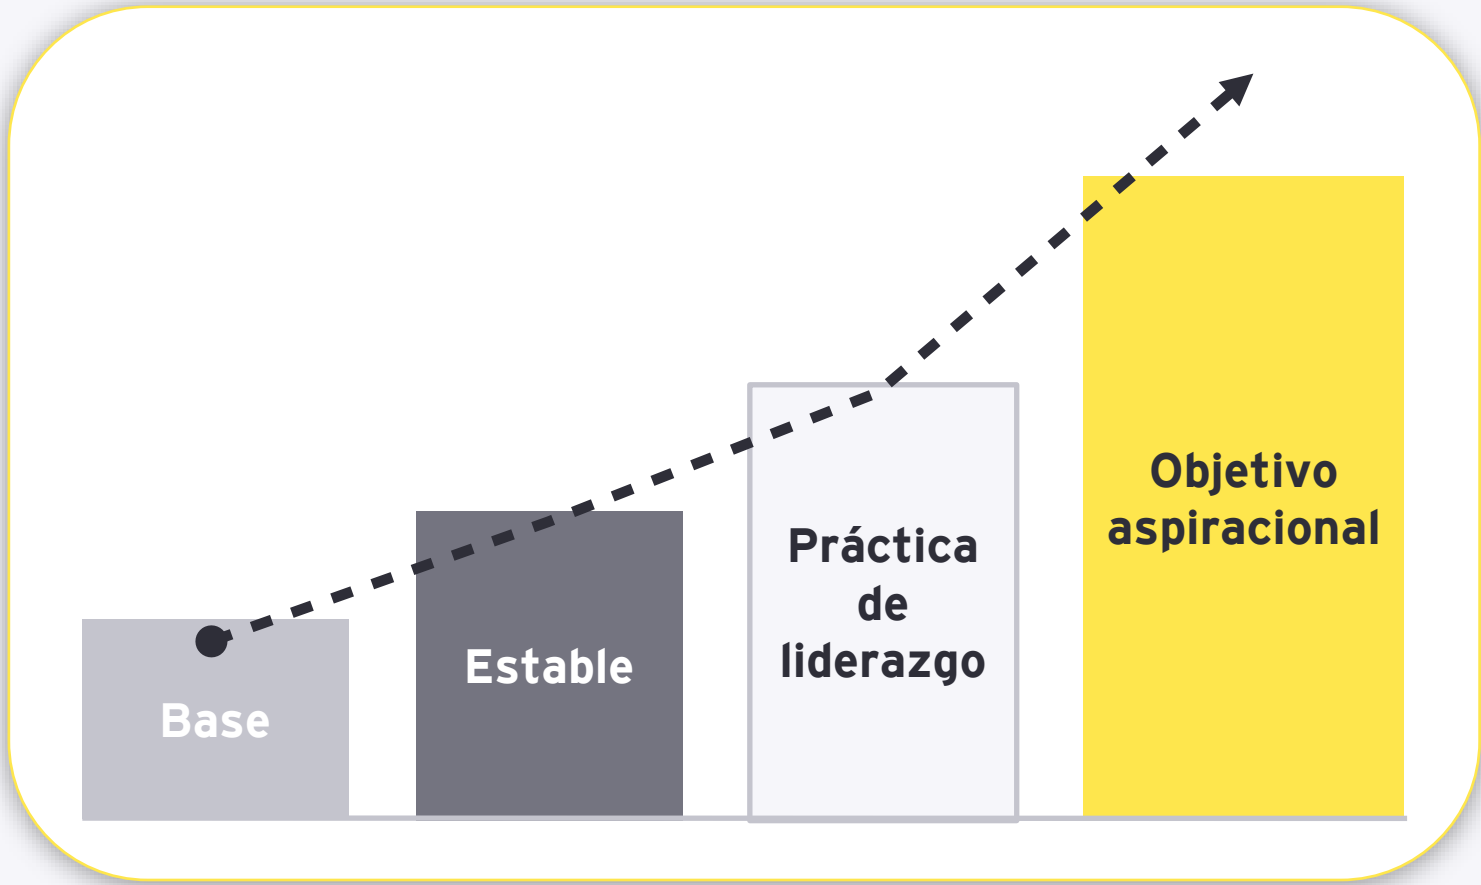 Base
Estable
Práctica
de
liderazgo
Objetivo
aspiracional